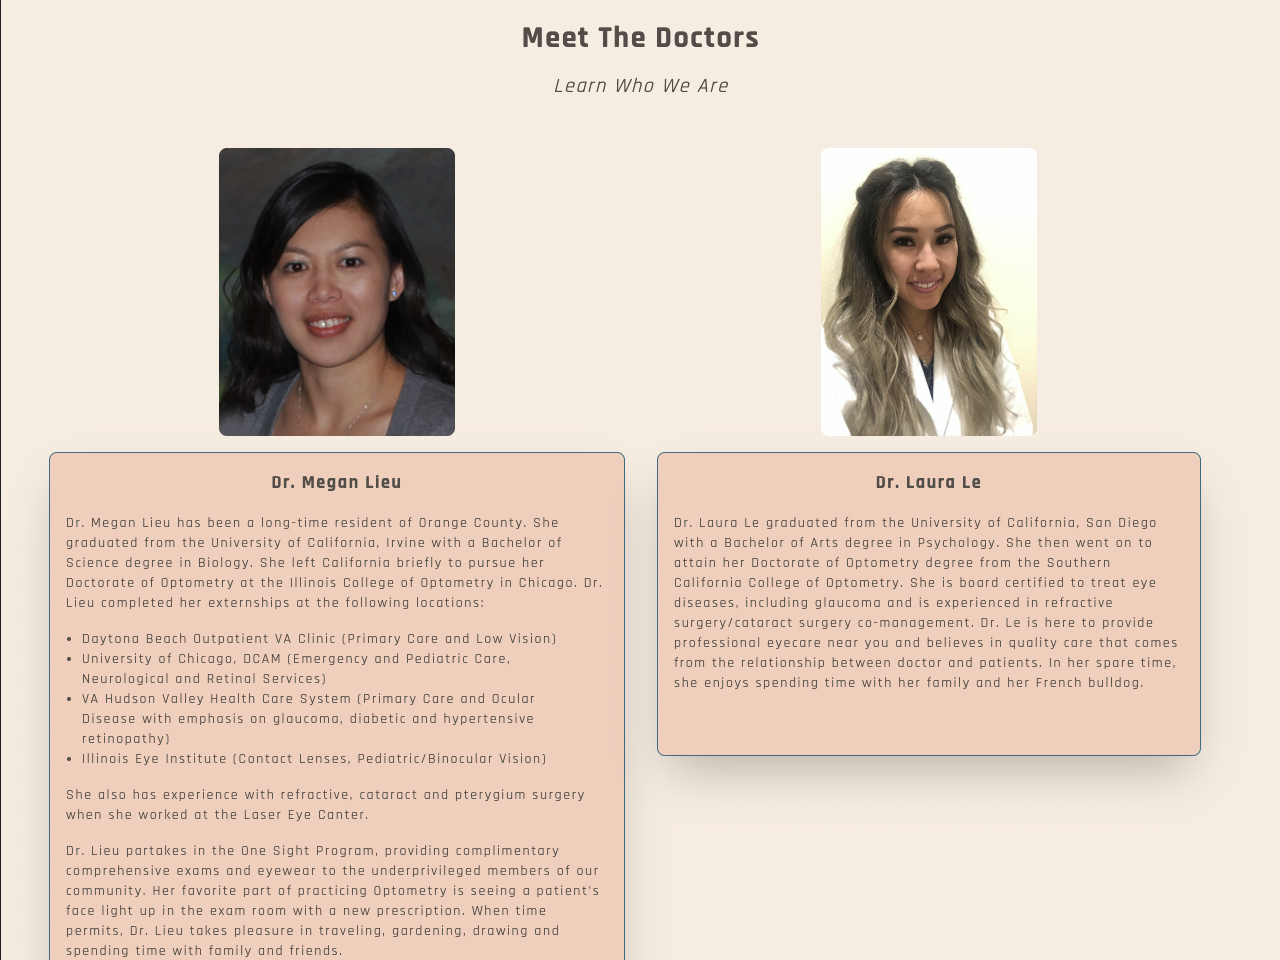 Meet The Doctors
Learn Who We Are
Dr. Megan Lieu
Dr. Megan Lieu has been a long-time resident of Orange County. She
graduated from the University of California, Irvine with a Bachelor of
Science degree in Biology. She left California briefly to pursue her
Doctorate of Optometry at the Illinois College of Optometry in Chicago. Dr.
Lieu completed her externships at the following locations:
• Daytona Beach Outpatient VA Clinic (Primary Care and Low Vision)
• University of Chicago, DCAM (Emergency and Pediatric Care,
Neurological and Retinal Services)
• VA Hudson Valley Health Care System (Primary Care and Ocular
Disease with emphasis on glaucoma, diabetic and hypertensive
retinopathy)
• Illinois Eye Institute (Contact Lenses, Pediatric/Binocular Vision)
She also has experience with refractive, cataract and pterygium surgery
when she worked at the Laser Eye Canter.
Dr. Lieu partakes in the One Sight Program, providing complimentary
comprehensive exams and eyewear to the underprivileged members of our
community. Her favorite part of practicing Optometry is seeing a patient's
face light up in the exam room with a new prescription. When time
permits, Dr. Lieu takes pleasure in traveling, gardening, drawing and
spending time with family and friends.
Dr. Laura Le
Dr. Laura Le graduated from the University of California, San Diego
with a Bachelor of Arts degree in Psychology. She then went on to
attain her Doctorate of Optometry degree from the Southern
California College of Optometry. She is board certified to treat eye
diseases, including glaucoma and is experienced in refractive
surgery/cataract surgery co-management. Dr. Le is here to provide
professional eyecare near you and believes in quality care that comes
from the relationship between doctor and patients. In her spare time,
she enjoys spending time with her family and her French bulldog.